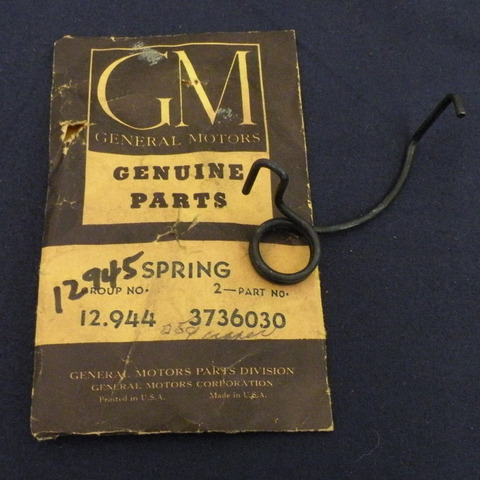 GM
GENERAL MOTORS
GENUINE
PARTS
12.945 SPRING
ROUP NO. 2—PART NO.
12.944 3736030
GENERAL MOTORS PARTS DIVISION
GENERAL MOTORS CORPORATION
Printed in U.S.A. Made in U.S.A.